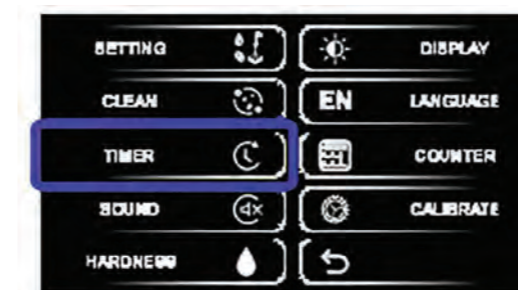 SETTING DISPLAY
CLEAN EN LANGUAGE
TIMER COUNTER
SOUND CALIBRATE
HARDNESS